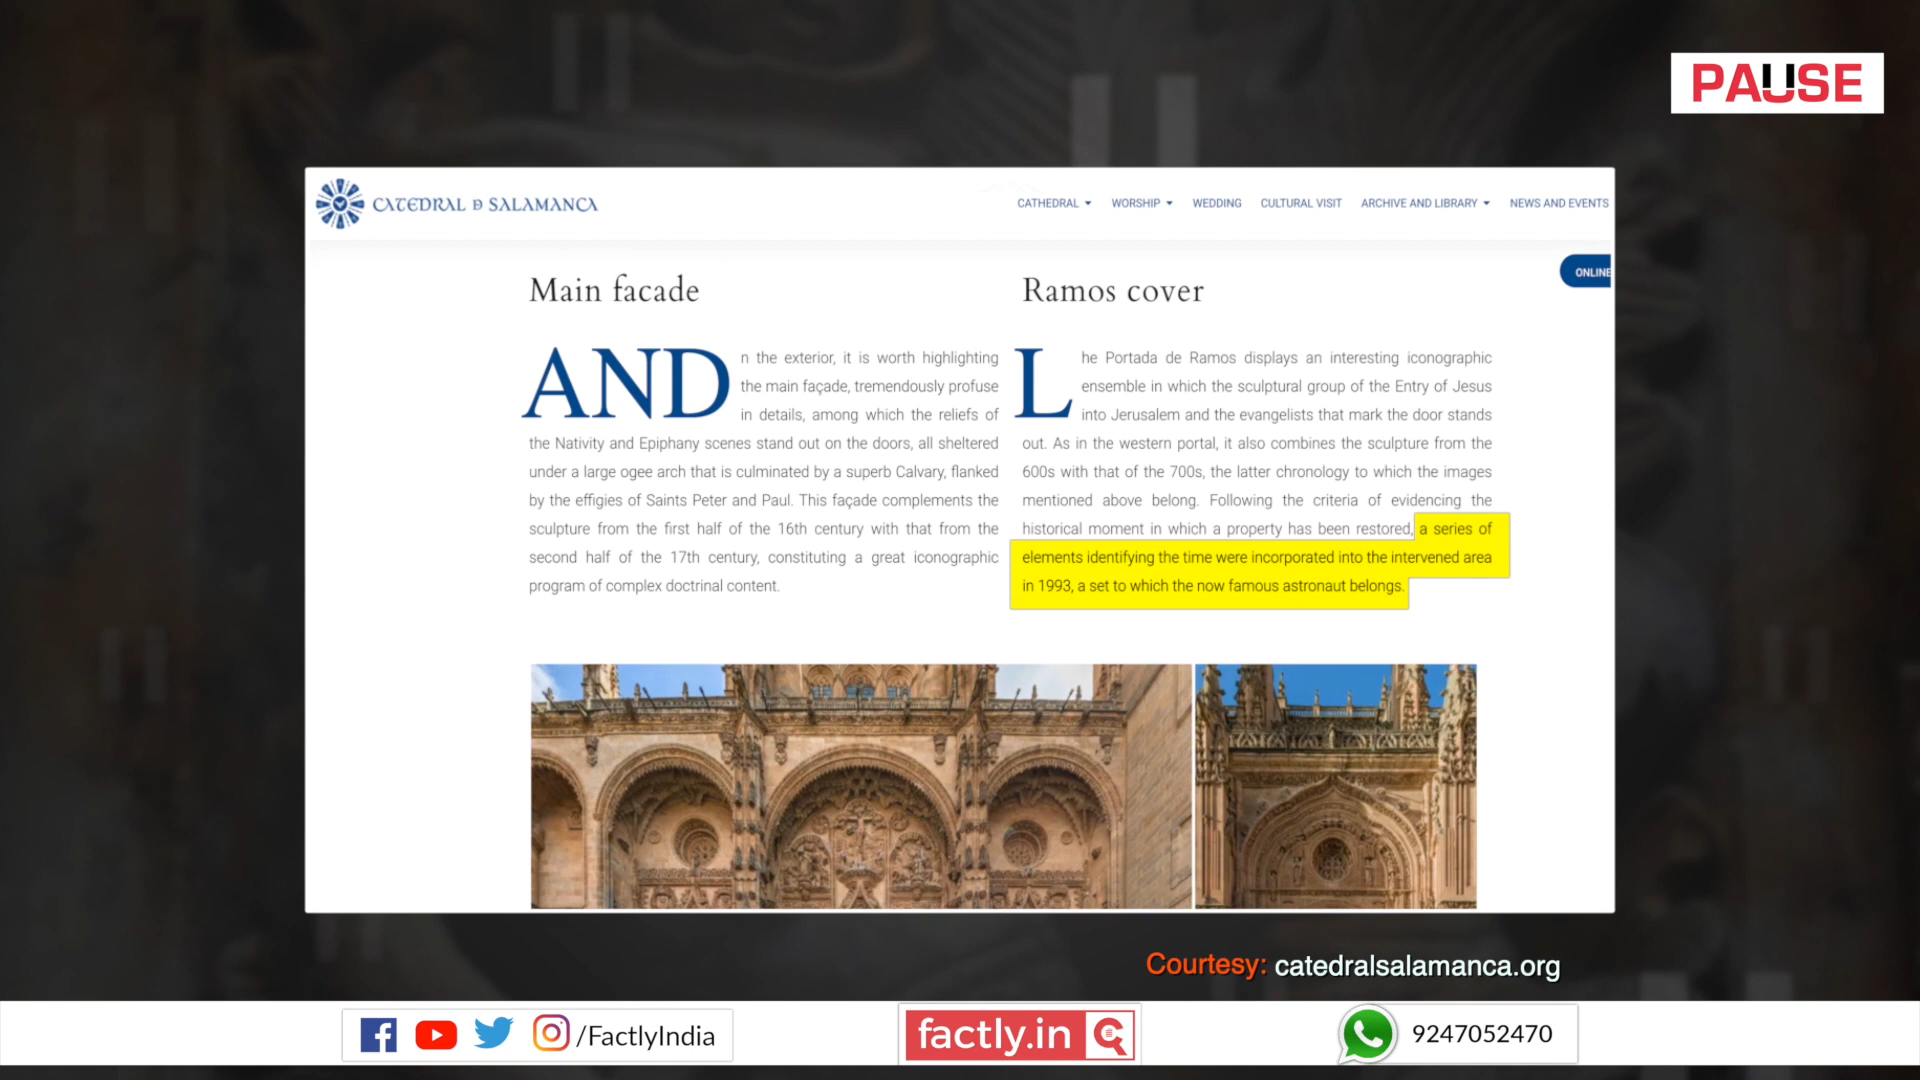 PAUSE
CATEDRAL D SALAMANCA
CATHEDRAL
WORSHIP
WEDDING
CULTURAL VISIT
ARCHIVE AND LIBRARY
NEWS AND EVENTS
ONLINE
Main facade
AND n the exterior, it is worth highlighting
the main façade, tremendously profuse
in details, among which the reliefs of
the Nativity and Epiphany scenes stand out on the doors, all sheltered
under a large ogee arch that is culminated by a superb Calvary, flanked
by the effigies of Saints Peter and Paul. This façade complements the
sculpture from the first half of the 16th century with that from the
second half of the 17th century, constituting a great iconographic
program of complex doctrinal content.
Ramos cover
L he Portada de Ramos displays an interesting iconographic
ensemble in which the sculptural group of the Entry of Jesus
into Jerusalem and the evangelists that mark the door stands
out. As in the western portal, it also combines the sculpture from the
600s with that of the 700s, the latter chronology to which the images
mentioned above belong. Following the criteria of evidencing the
historical moment in which a property has been restored, a series of
elements identifying the time were incorporated into the intervened area
in 1993, a set to which the now famous astronaut belongs.
Courtesy: catedralsalamanca.org
/FactlyIndia
factly.in
9247052470